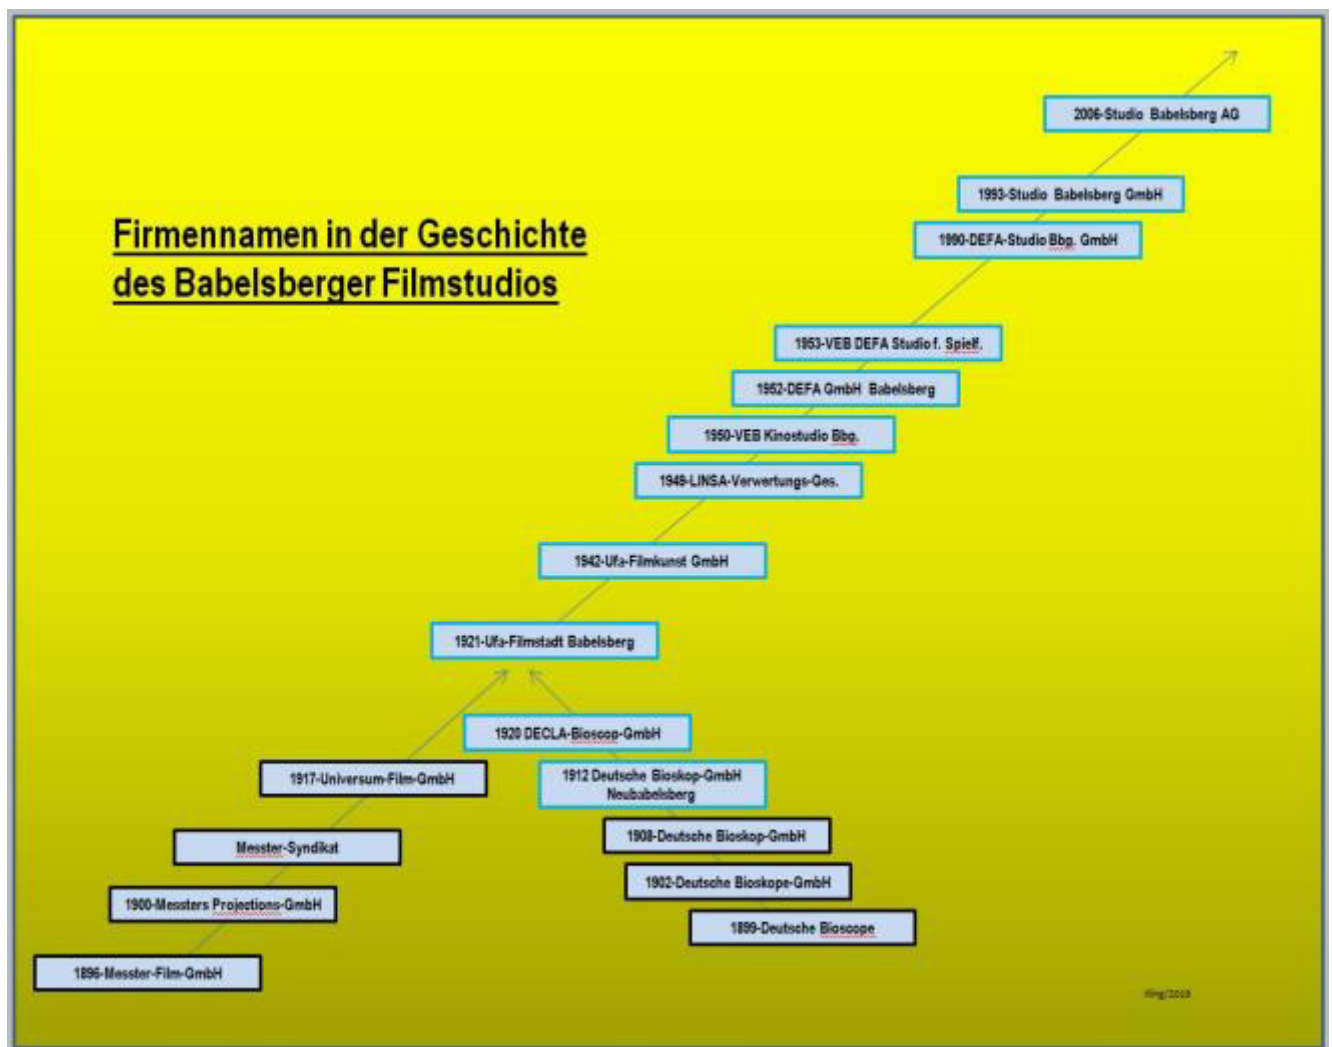 2006-Studio Babelsberg AG
1993-Studio Babelsberg GmbH
Firmennamen in der Geschichte
des Babelsberger Filmstudios
1990-DEFA-Studio Bbg. GmbH
1953-VEB DEFA Studio f. Spielf.
1952-DEFA GmbH Babelsberg
1950-VEB Kinostudio Bbg.
1949-LINSA-Verwertungs-Ges.
1942-Ufa-Filmkunst GmbH
1921-Ufa-Filmstadt Babelsberg
1920 DECLA-Bioscop-GmbH
1917-Universum-Film-GmbH
1912 Deutsche Bioskop-GmbH
Neubabelsberg
1908-Deutsche Bioskop-GmbH
Messter-Syndikat
1902-Deutsche Bioskope-GmbH
1900-Messters Projections-GmbH
1899-Deutsche Bioscope
1896-Messter-Film-GmbH